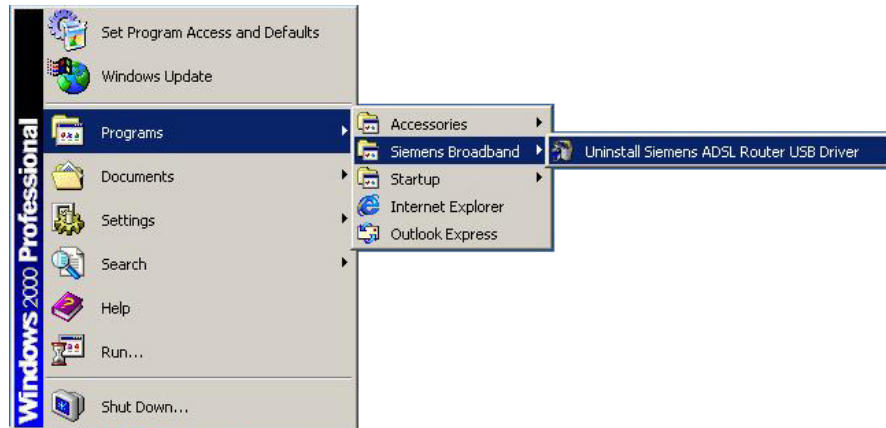 Windows 2000 Professional
Set Program Access and Defaults
Windows Update
Programs
Documents
Settings
Search
Help
Run...
Shut Down...
Accessories
Siemens Broadband
Startup
Internet Explorer
Outlook Express
Uninstall Siemens ADSL Router USB Driver